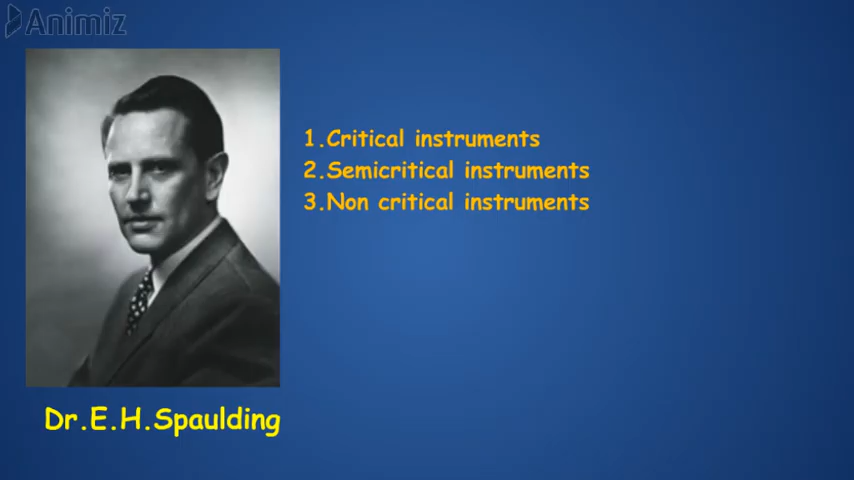 Animiz
1.Critical instruments
2.Semicritical instruments
3.Non critical instruments
Dr.E.H.Spaulding